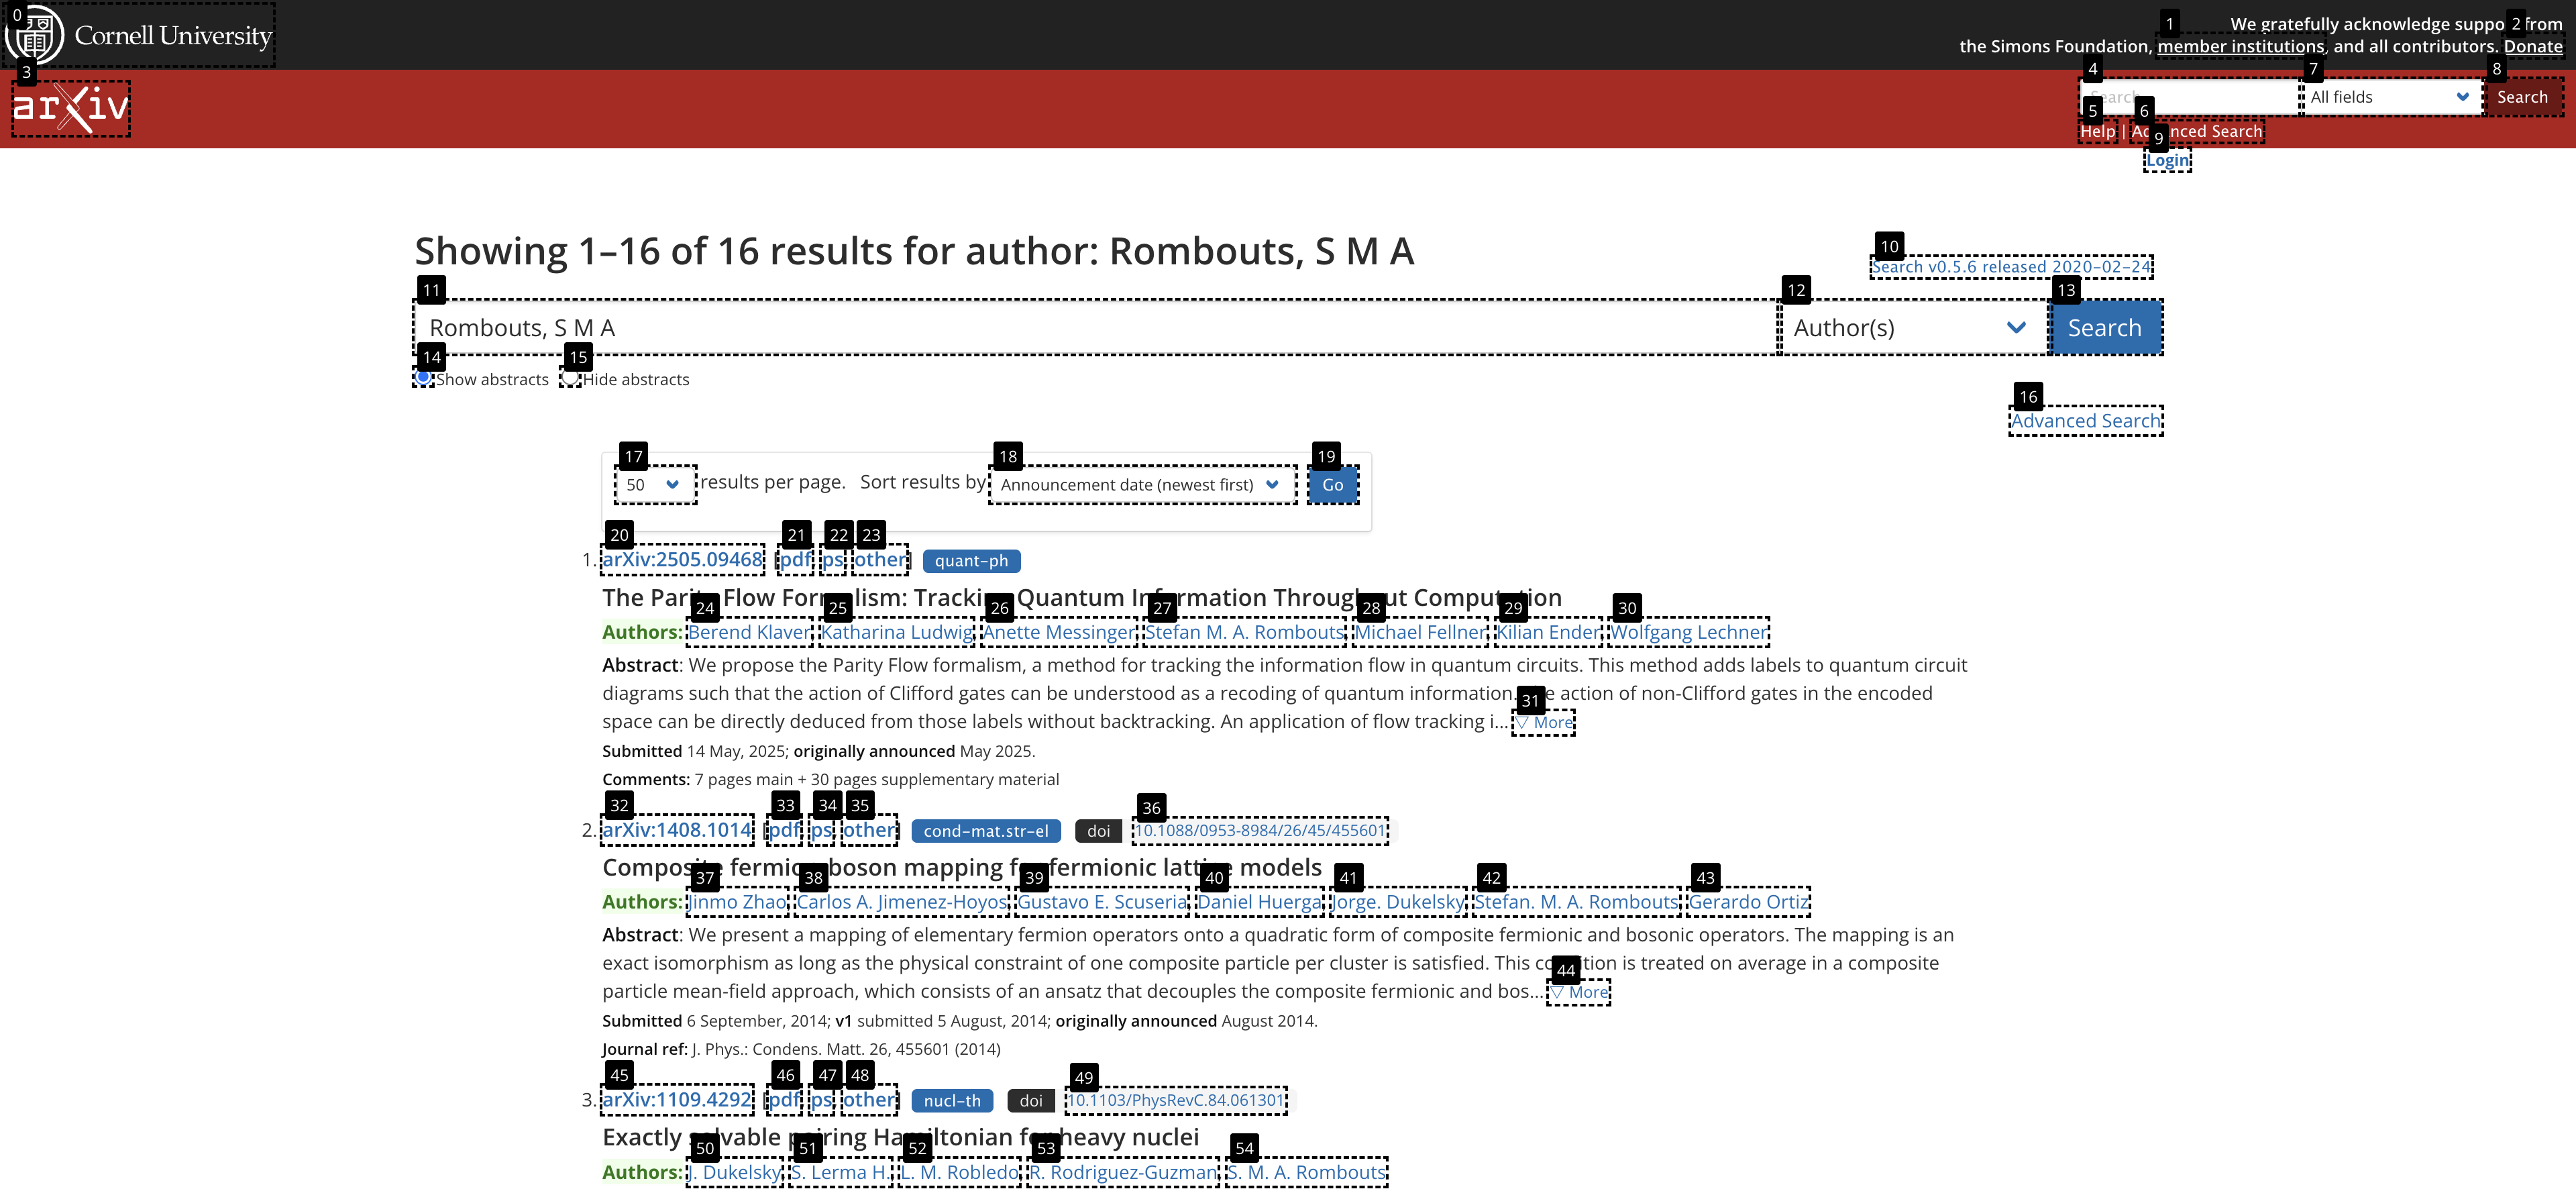 Cornell University
We gratefully acknowledge support from
the Simons Foundation, member institutions, and all contributors. Donate
arXiv
Search
All fields
Search
Help | Advanced Search
Login
Showing 1–16 of 16 results for author: Rombouts, S M A
Search v0.5.6 released 2020-02-24
Rombouts, S M A
Author(s)
Search
Show abstracts Hide abstracts
Advanced Search
50 results per page. Sort results by Announcement date (newest first) Go
1. arXiv:2505.09468 [pdf, ps, other] quant-ph
The Parity Flow Formalism: Tracking Quantum Information Throughout Computation
Authors: Berend Klaver, Katharina Ludwig, Anette Messinger, Stefan M. A. Rombouts, Michael Fellner, Kilian Ender, Wolfgang Lechner
Abstract: We propose the Parity Flow formalism, a method for tracking the information flow in quantum circuits. This method adds labels to quantum circuit
diagrams such that the action of Clifford gates can be understood as a recoding of quantum information. The action of non-Clifford gates in the encoded
space can be directly deduced from those labels without backtracking. An application of flow tracking i... ▽ More
Submitted 14 May, 2025; originally announced May 2025.
Comments: 7 pages main + 30 pages supplementary material
2. arXiv:1408.1014 [pdf, ps, other] cond-mat.str-el doi 10.1088/0953-8984/26/45/455601
Composite fermion-boson mapping for fermionic lattice models
Authors: Jinmo Zhao, Carlos A. Jimenez-Hoyos, Gustavo E. Scuseria, Daniel Huerga, Jorge. Dukelsky, Stefan. M. A. Rombouts, Gerardo Ortiz
Abstract: We present a mapping of elementary fermion operators onto a quadratic form of composite fermionic and bosonic operators. The mapping is an
exact isomorphism as long as the physical constraint of one composite particle per cluster is satisfied. This condition is treated on average in a composite
particle mean-field approach, which consists of an ansatz that decouples the composite fermionic and bos... ▽ More
Submitted 6 September, 2014; v1 submitted 5 August, 2014; originally announced August 2014.
Journal ref: J. Phys.: Condens. Matt. 26, 455601 (2014)
3. arXiv:1109.4292 [pdf, ps, other] nucl-th doi 10.1103/PhysRevC.84.061301
Exactly solvable pairing Hamiltonian for heavy nuclei
Authors: J. Dukelsky, S. Lerma H., L. M. Robledo, R. Rodriguez-Guzman, S. M. A. Rombouts
0
1
2
3
4
5
6
7
8
9
10
11
12
13
14
15
16
17
18
19
20
21
22
23
24
25
26
27
28
29
30
31
32
33
34
35
36
37
38
39
40
41
42
43
44
45
46
47
48
49
50
51
52
53
54